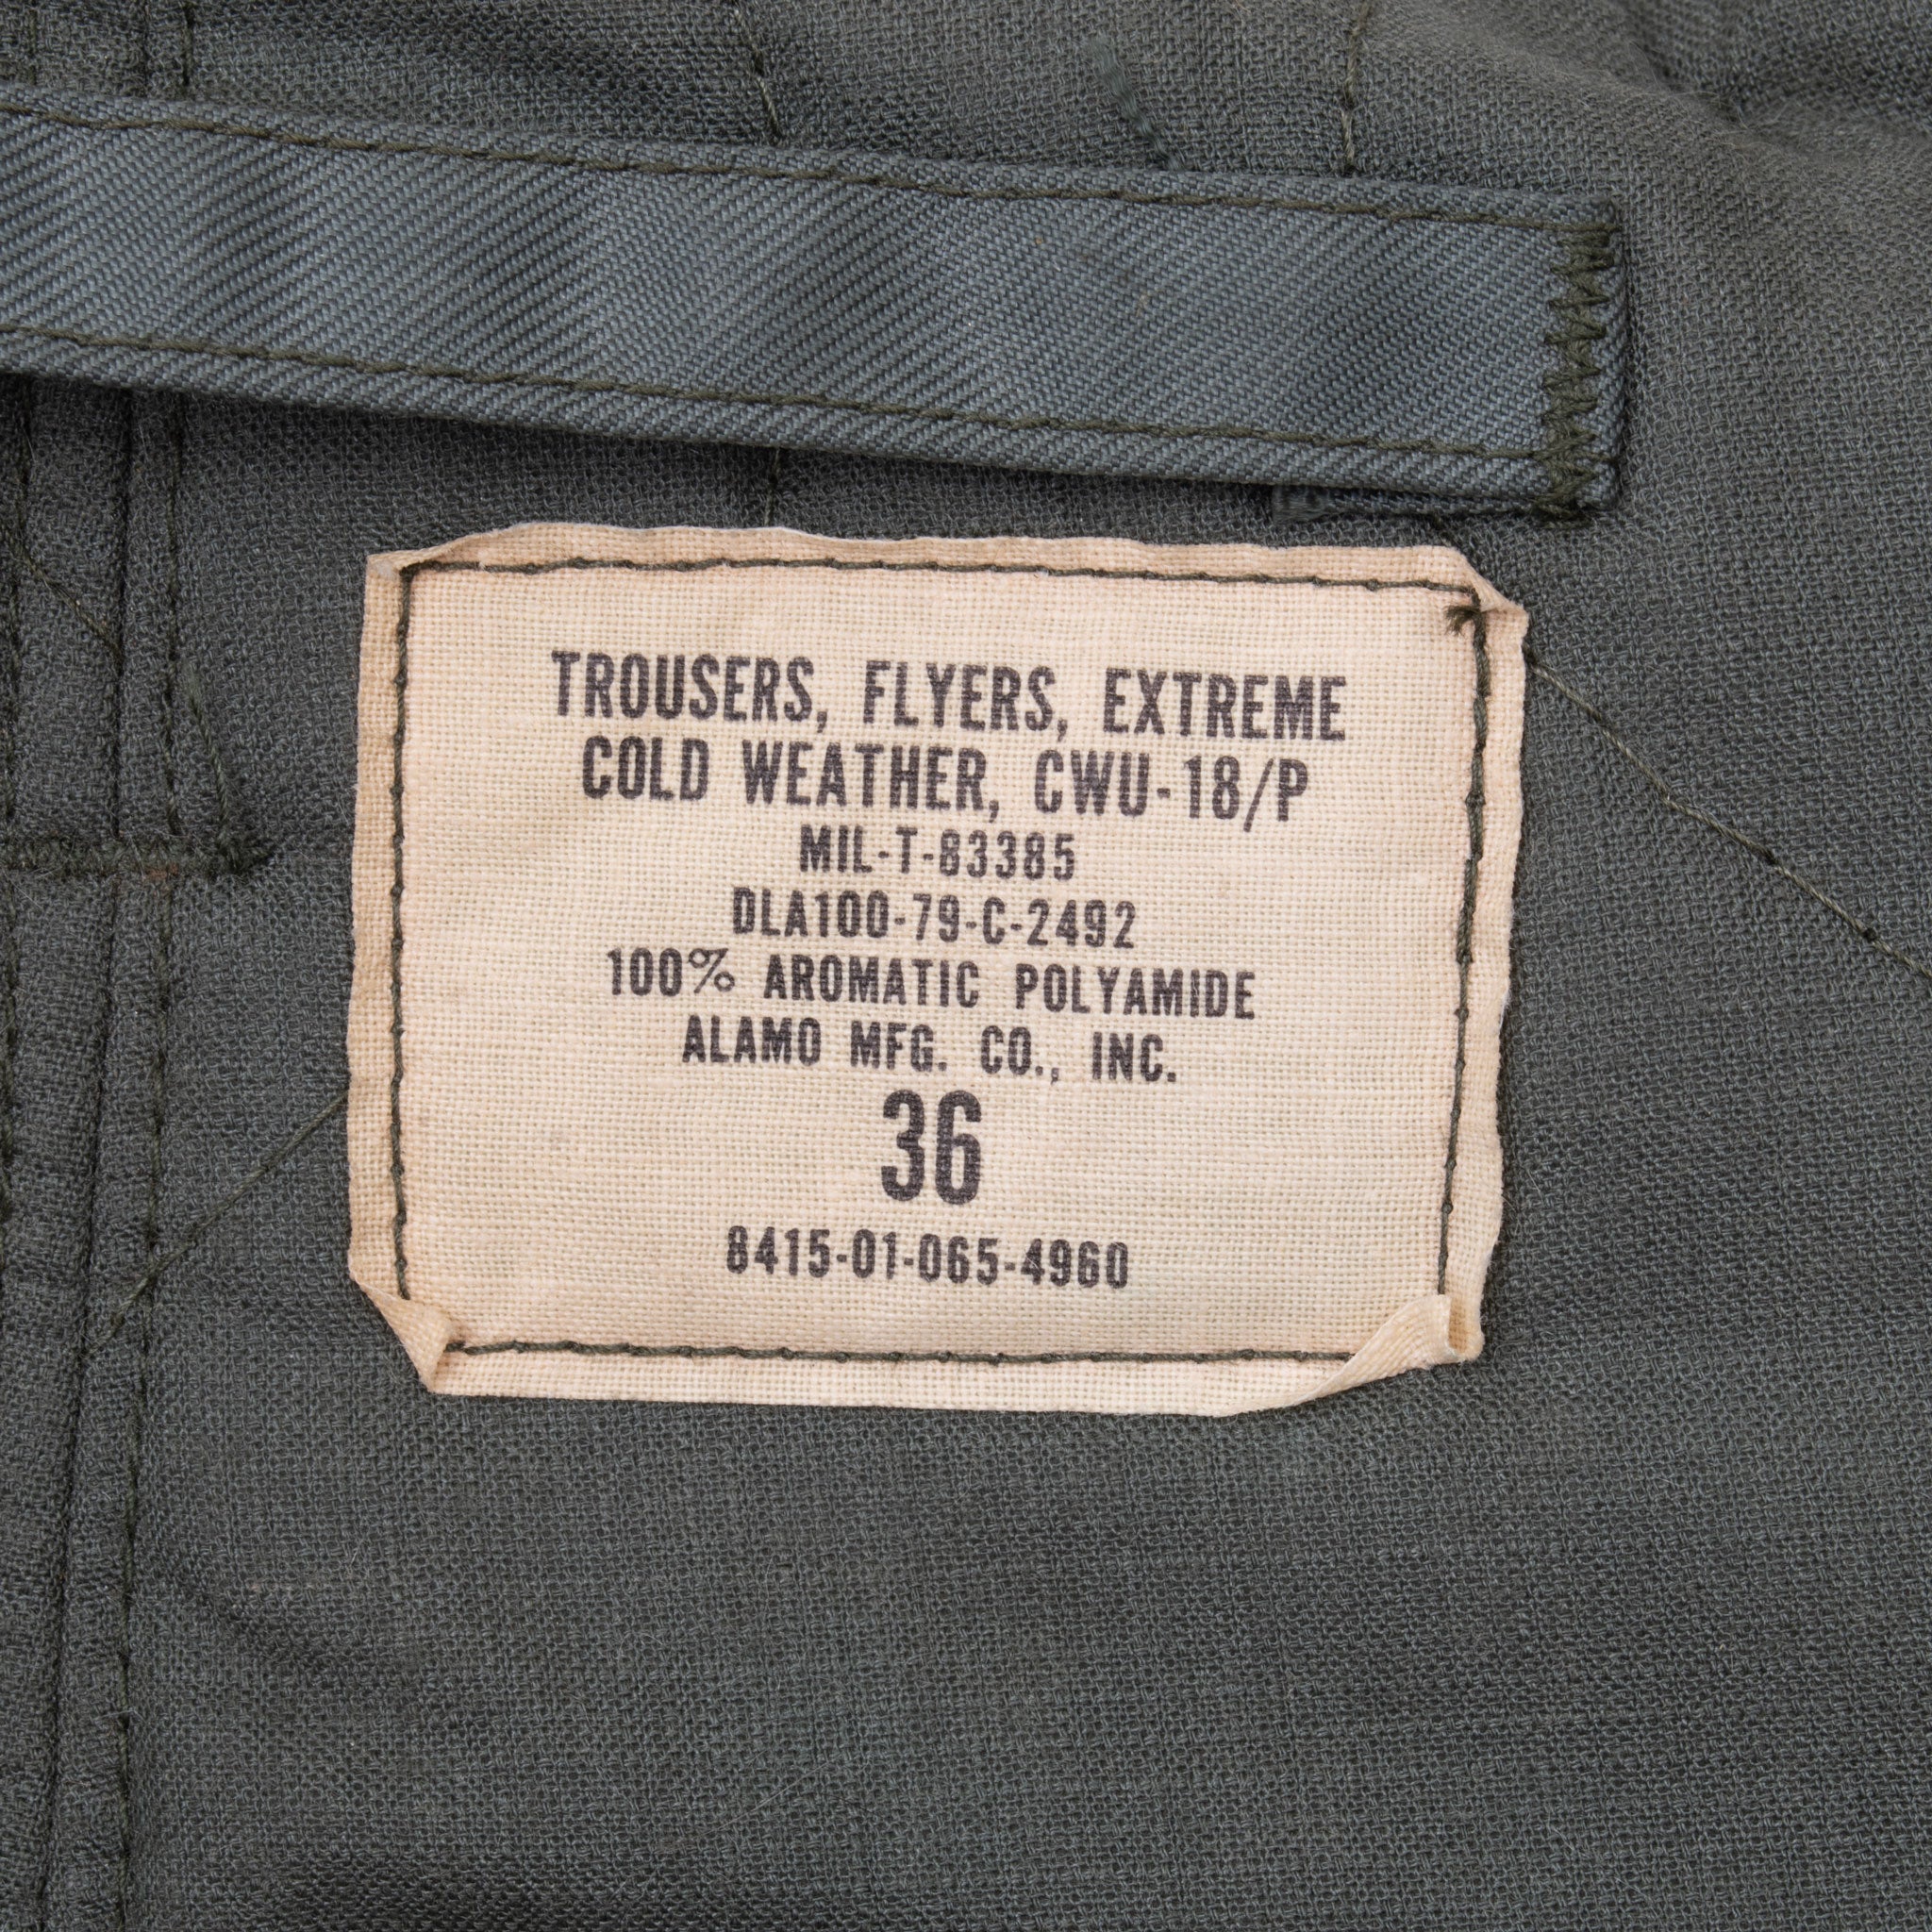 TROUSERS, FLYERS, EXTREME
COLD WEATHER, CWU-18/P
MIL-T-83385
DLA100-79-C-2492
100% AROMATIC POLYAMIDE
ALAMO MFG. CO., INC.
36
8415-01-065-4960